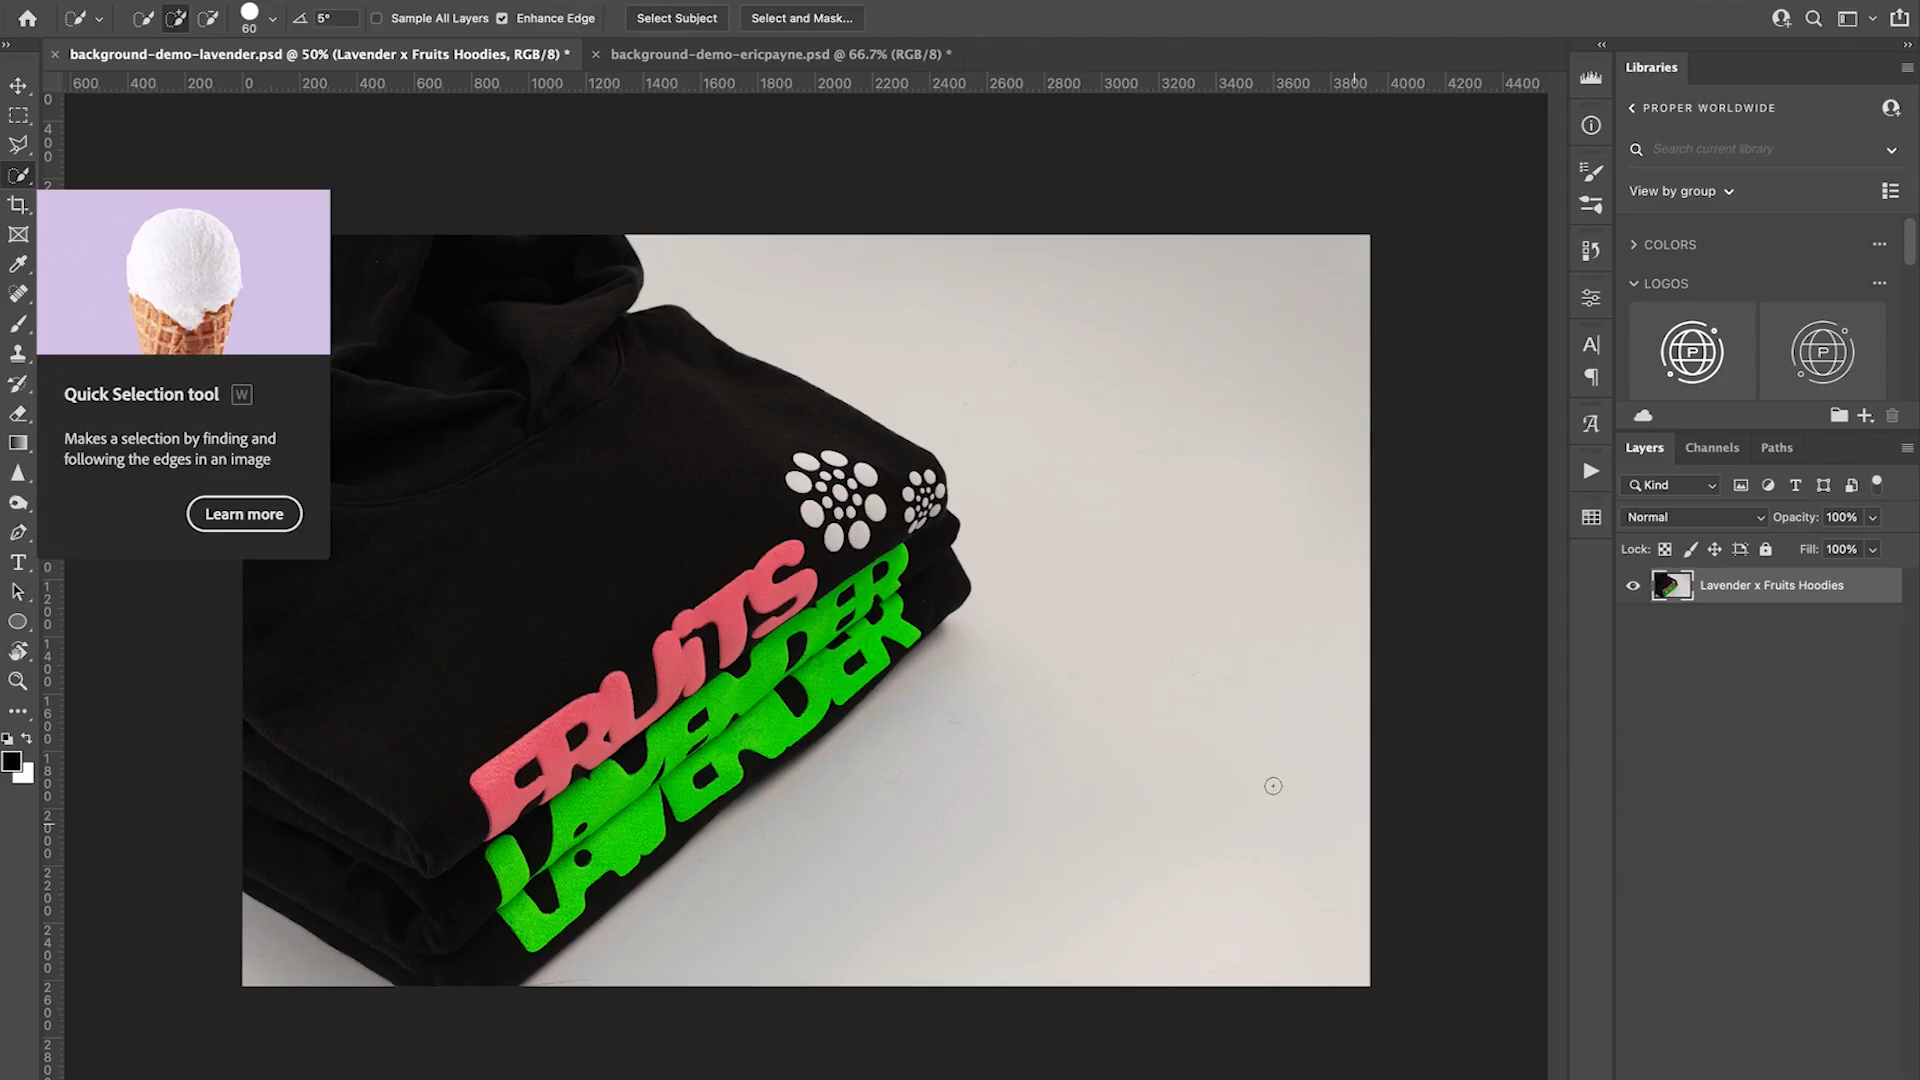 60
5°
Sample All Layers
Enhance Edge
Select Subject
Select and Mask...
background-demo-lavender.psd @ 50% (Lavender x Fruits Hoodies, RGB/8) *
background-demo-ericpayne.psd @ 66.7% (RGB/8) *
600 400 200 0 200 400 600 800 1000 1200 1400 1600 1800 2000 2200 2400 2600 2800 3000 3200 3400 3600 3800 4000 4200 4400
Quick Selection tool W
Makes a selection by finding and
following the edges in an image
Learn more
FRUiTS
LAVENDER
LAVENDER
Libraries
PROPER WORLDWIDE
Search current library
View by group
COLORS
LOGOS
P
P
Layers Channels Paths
Kind
Normal Opacity: 100%
Lock: Fill: 100%
Lavender x Fruits Hoodies